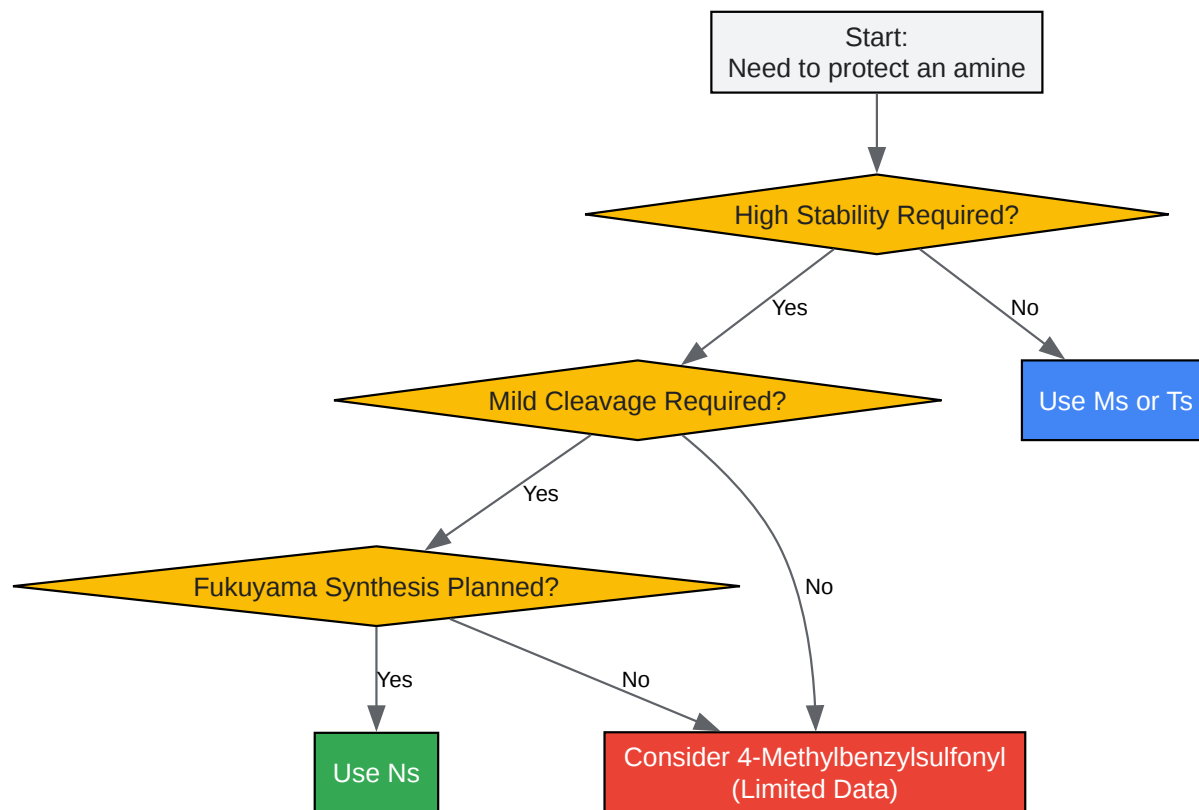 Start:
Need to protect an amine
High Stability Required?
Yes
No
Mild Cleavage Required?
Use Ms or Ts
Yes
No
Fukuyama Synthesis Planned?
Yes
No
Use Ns
Consider 4-Methylbenzylsulfonyl
(Limited Data)